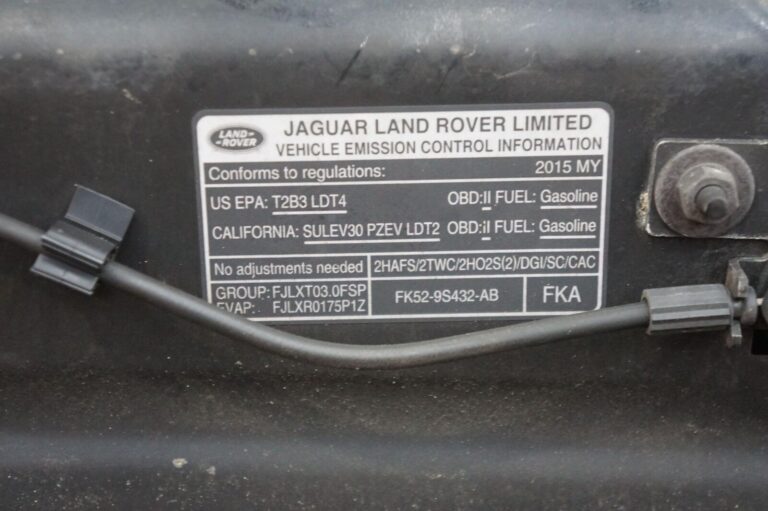 LAND-
ROVER
JAGUAR LAND ROVER LIMITED
VEHICLE EMISSION CONTROL INFORMATION
Conforms to regulations: 2015 MY
US EPA: T2B3 LDT4 OBD:II FUEL: Gasoline
CALIFORNIA: SULEV30 PZEV LDT2 OBD:II FUEL: Gasoline
No adjustments needed 2HAFS/2TWC/2HO2S(2)/DGI/SC/CAC
GROUP: FJLXT03.0FSP FK52-9S432-AB FKA
EVAP: FJLXR0175P1Z